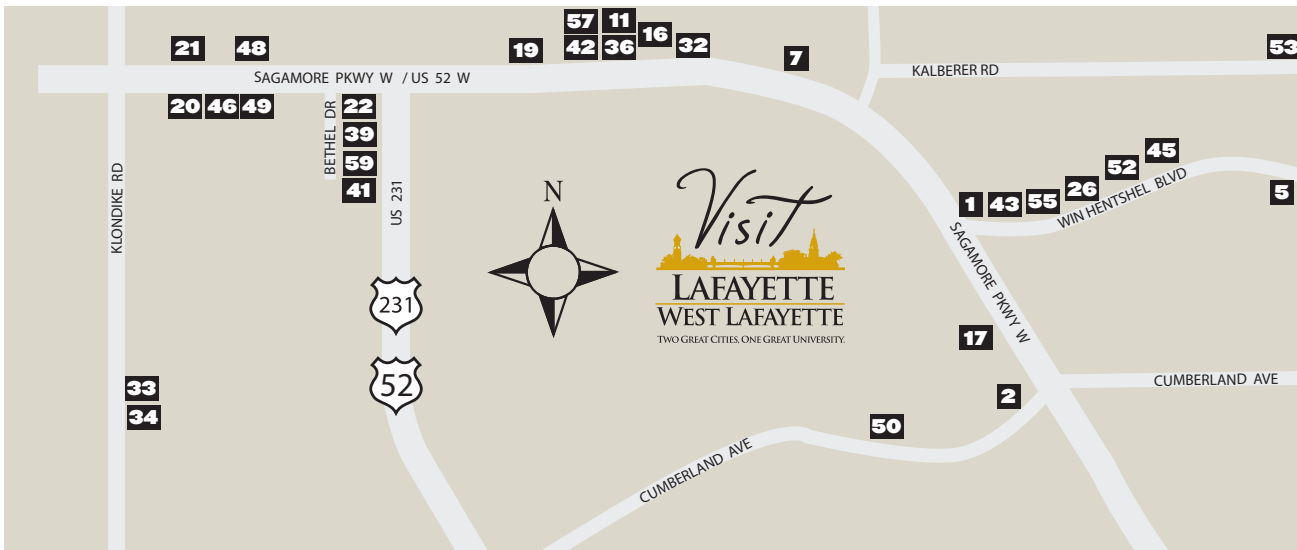 57 11
16
21 48
19 42 36 32
7
53
SAGAMORE PKWY W / US 52 W
KALBERER RD
20 46 49
22
BETHEL DR
39
59
41
KLONDIKE RD
US 231
N
Visit
LAFAYETTE
WEST LAFAYETTE
TWO GREAT CITIES, ONE GREAT UNIVERSITY.
45
52
26
1 43 55
5
WIN HENTSHEL BLVD
SAGAMORE PKWY W
231
52
17
33
34
2
CUMBERLAND AVE
50
CUMBERLAND AVE